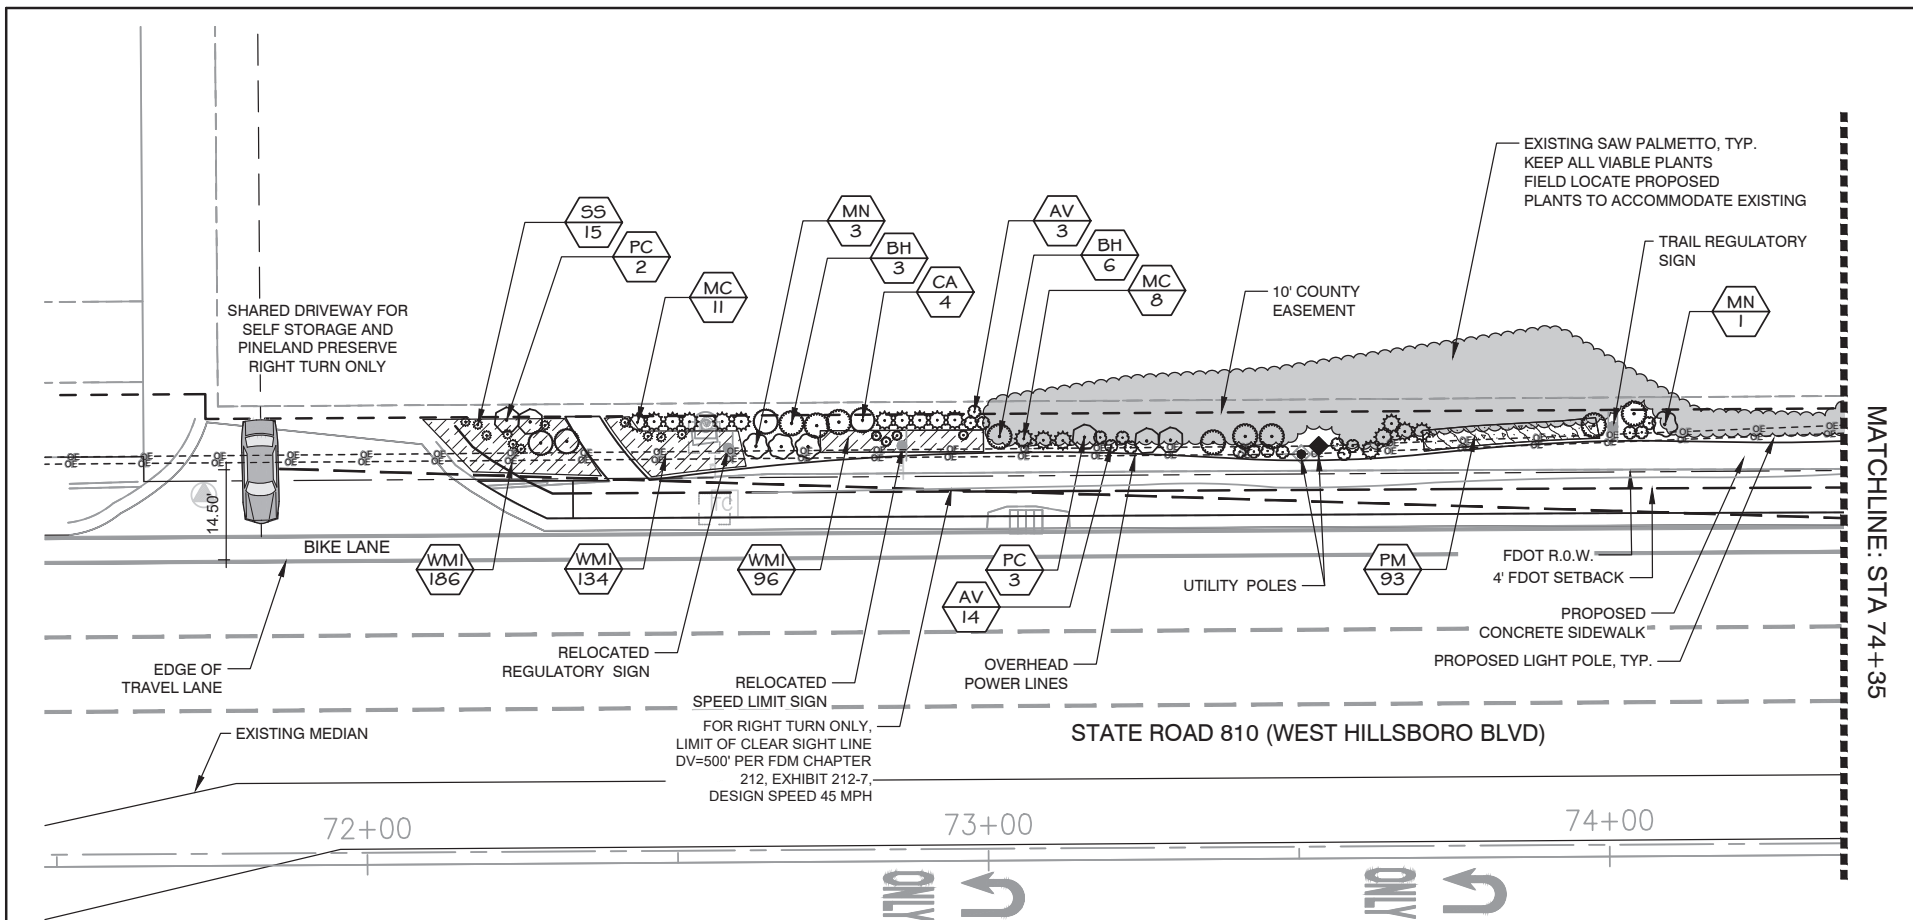 EXISTING SAW PALMETTO, TYP.
KEEP ALL VIABLE PLANTS
FIELD LOCATE PROPOSED
PLANTS TO ACCOMMODATE EXISTING
TRAIL REGULATORY
SIGN
SS
15
PC
2
MC
11
MN
3
BH
3
CA
4
AV
3
BH
6
MC
8
10' COUNTY
EASEMENT
MN
1
SHARED DRIVEWAY FOR
SELF STORAGE AND
PINELAND PRESERVE
RIGHT TURN ONLY
14.50'
TC
BIKE LANE
WMI
186
WMI
134
WMI
96
PC
3
AV
14
UTILITY POLES
PM
93
FDOT R.O.W.
4' FDOT SETBACK
PROPOSED
CONCRETE SIDEWALK
PROPOSED LIGHT POLE, TYP.
EDGE OF
TRAVEL LANE
RELOCATED
REGULATORY SIGN
RELOCATED
SPEED LIMIT SIGN
OVERHEAD
POWER LINES
FOR RIGHT TURN ONLY,
LIMIT OF CLEAR SIGHT LINE
DV=500' PER FDM CHAPTER
212, EXHIBIT 212-7,
DESIGN SPEED 45 MPH
EXISTING MEDIAN
STATE ROAD 810 (WEST HILLSBORO BLVD)
72+00
73+00
74+00
ONLY
ONLY
MATCHLINE: STA 74+35